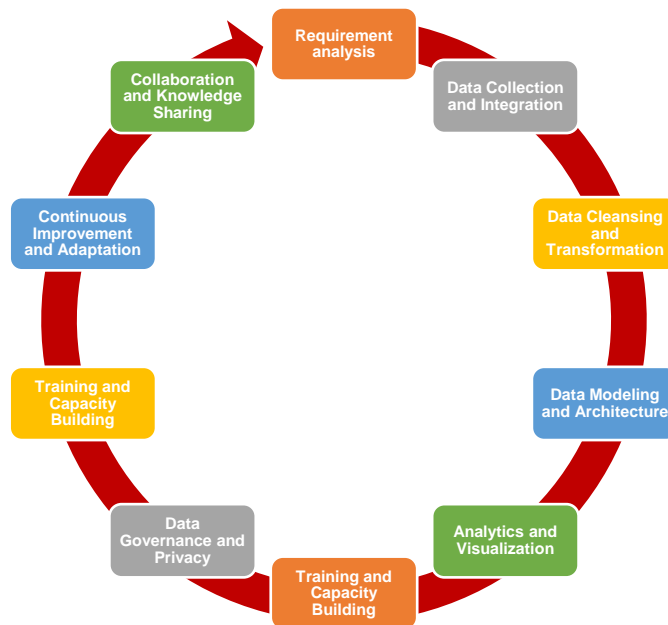 Requirement
analysis
Data Collection
and Integration
Data Cleansing
and
Transformation
Data Modeling
and Architecture
Analytics and
Visualization
Training and
Capacity
Building
Data
Governance and
Privacy
Training and
Capacity
Building
Continuous
Improvement
and Adaptation
Collaboration
and Knowledge
Sharing